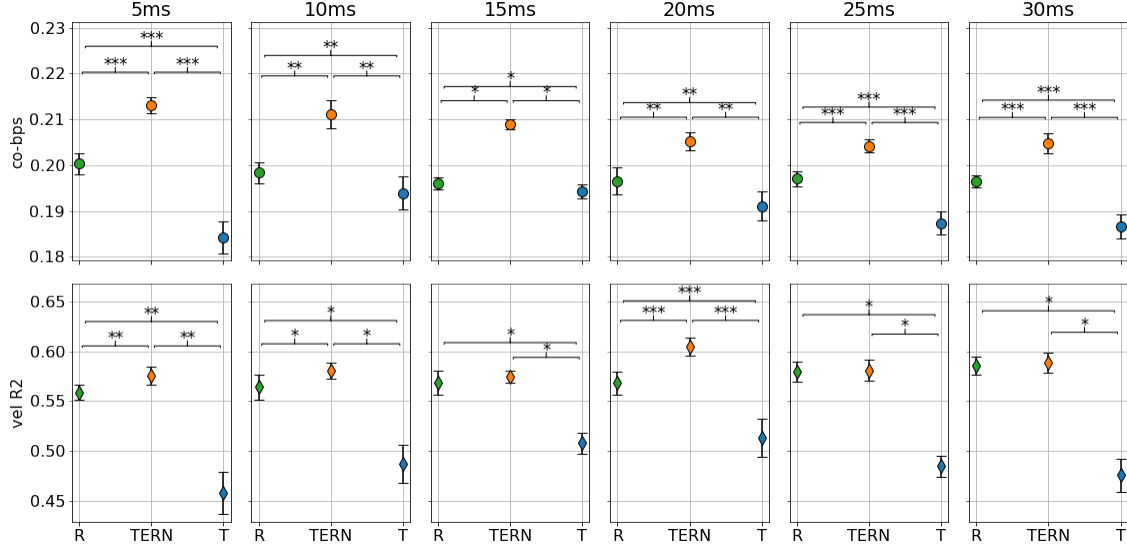 5ms 10ms 15ms 20ms 25ms 30ms
0.23
*** ** 
0.22
*** *** ** ** * ** *** ***
* * ** ** *** *** *** ***
0.21
co-bps
0.20
0.19
0.18
0.65
** * * *** * *
** ** * * * *** *** * *
0.60
0.55
vel R2
0.50
0.45
R TERN T R TERN T R TERN T R TERN T R TERN T R TERN T